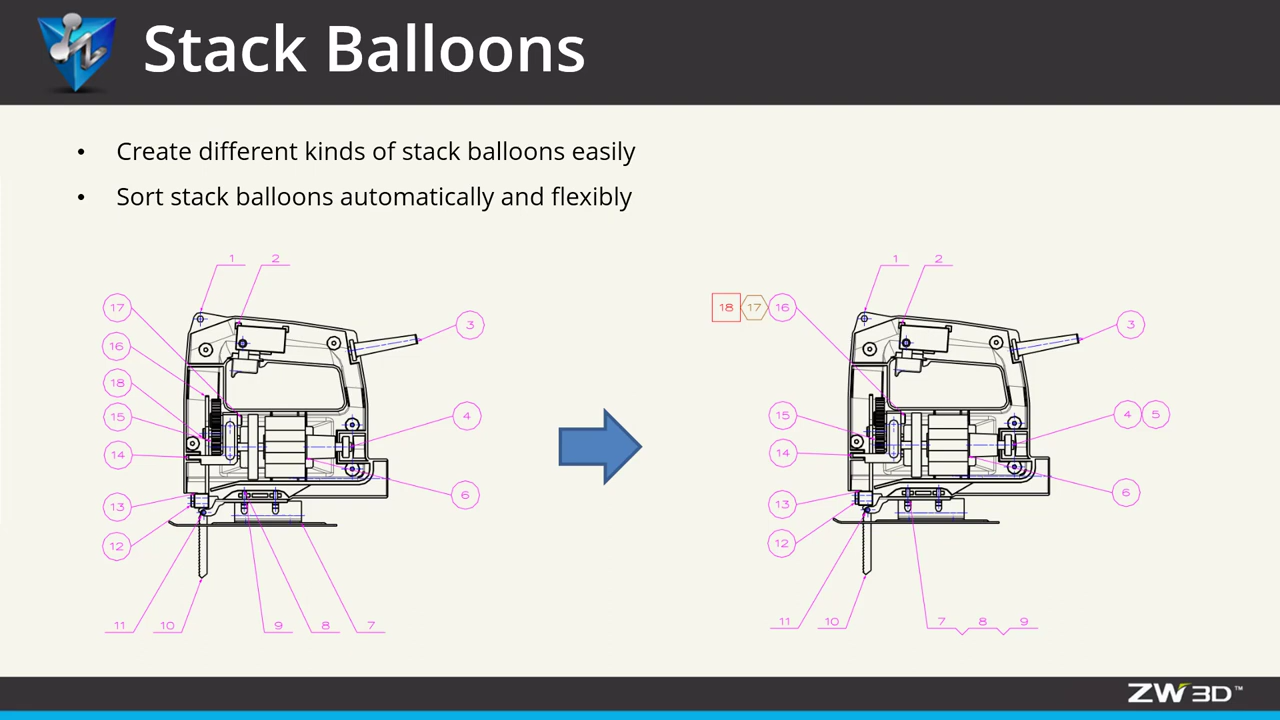 Stack Balloons
• Create different kinds of stack balloons easily
• Sort stack balloons automatically and flexibly
1 2
17
3
16
18
15
4
14
6
13
12
11 10 9 8 7
1 2
18 17 16
3
15
4 5
14
6
13
12
11 10 7 8 9
ZW3D™